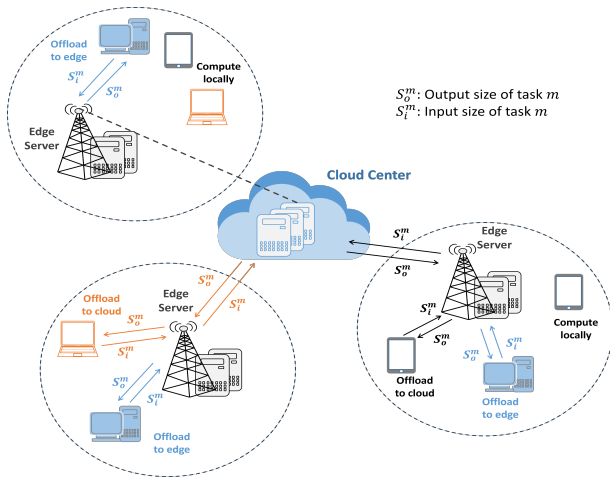 Offload
to edge
$S_i^m$
$S_o^m$
Compute
locally
Edge
Server
$S_o^m$: Output size of task $m$
$S_i^m$: Input size of task $m$
Cloud Center
$S_i^m$
$S_o^m$
Edge
Server
$S_i^m$
$S_o^m$
$S_o^m$
$S_i^m$
Compute
locally
Offload
to cloud
Offload
to edge
$S_o^m$
$S_i^m$
Edge
Server
Offload
to cloud
$S_o^m$
$S_i^m$
$S_o^m$
$S_i^m$
Offload
to edge